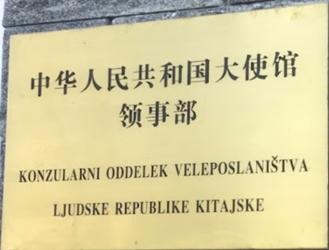 中华人民共和国大使馆
领事部
KONZULARNI ODDELEK VELEPOSLANIŠTVA
LJUDSKE REPUBLIKE KITAJSKE